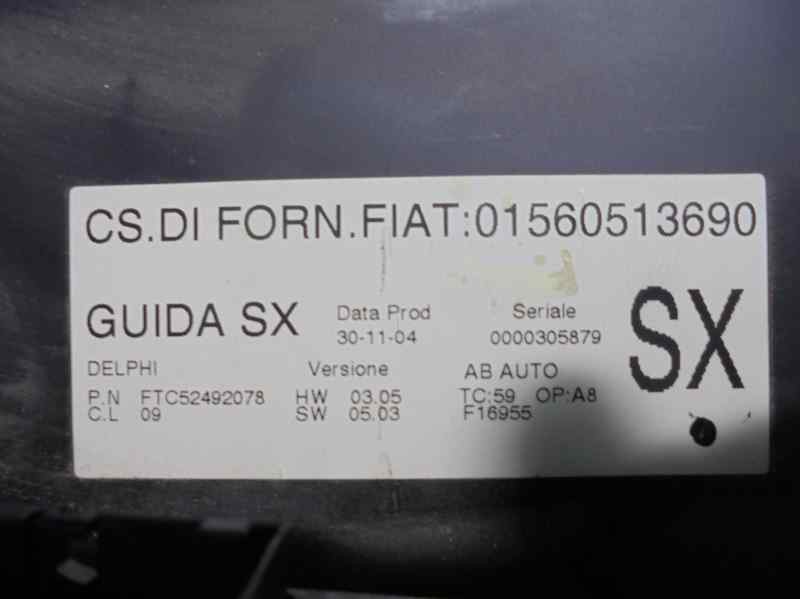 CS.DI FORN.FIAT:01560513690
GUIDA SX Data Prod Seriale SX
30-11-04 0000305879
DELPHI Versione AB AUTO
P.N FTC52492078 HW 03.05 TC:59 OP:A8
C.L 09 SW 05.03 F16955